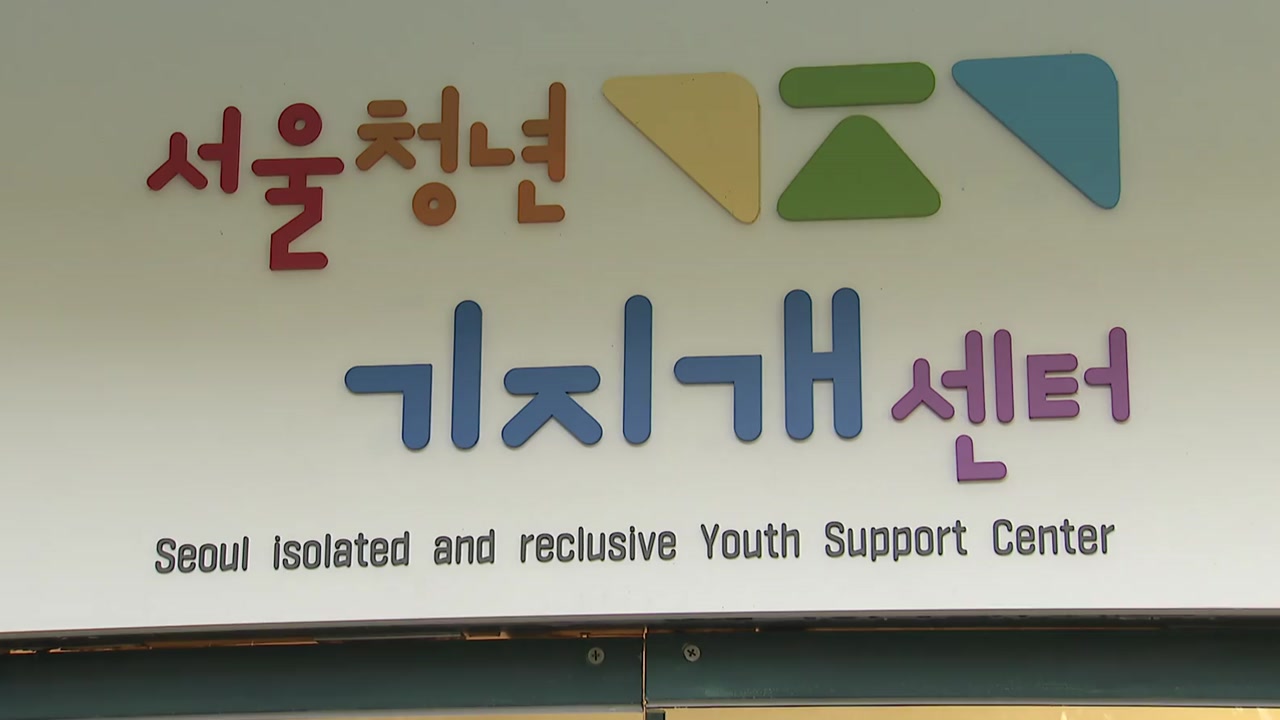 서울청년
기지개 센터
Seoul isolated and reclusive Youth Support Center